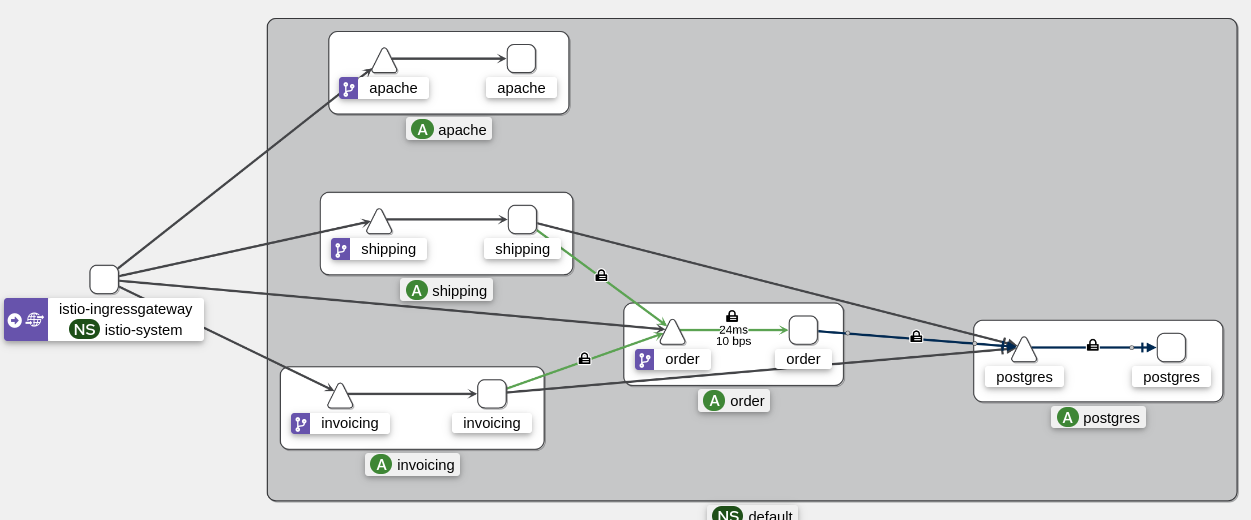 apache
apache
A apache
shipping
shipping
A shipping
istio-ingressgateway
NS istio-system
24ms
10 bps
order
order
A order
postgres
postgres
A postgres
invoicing
invoicing
A invoicing
NS default